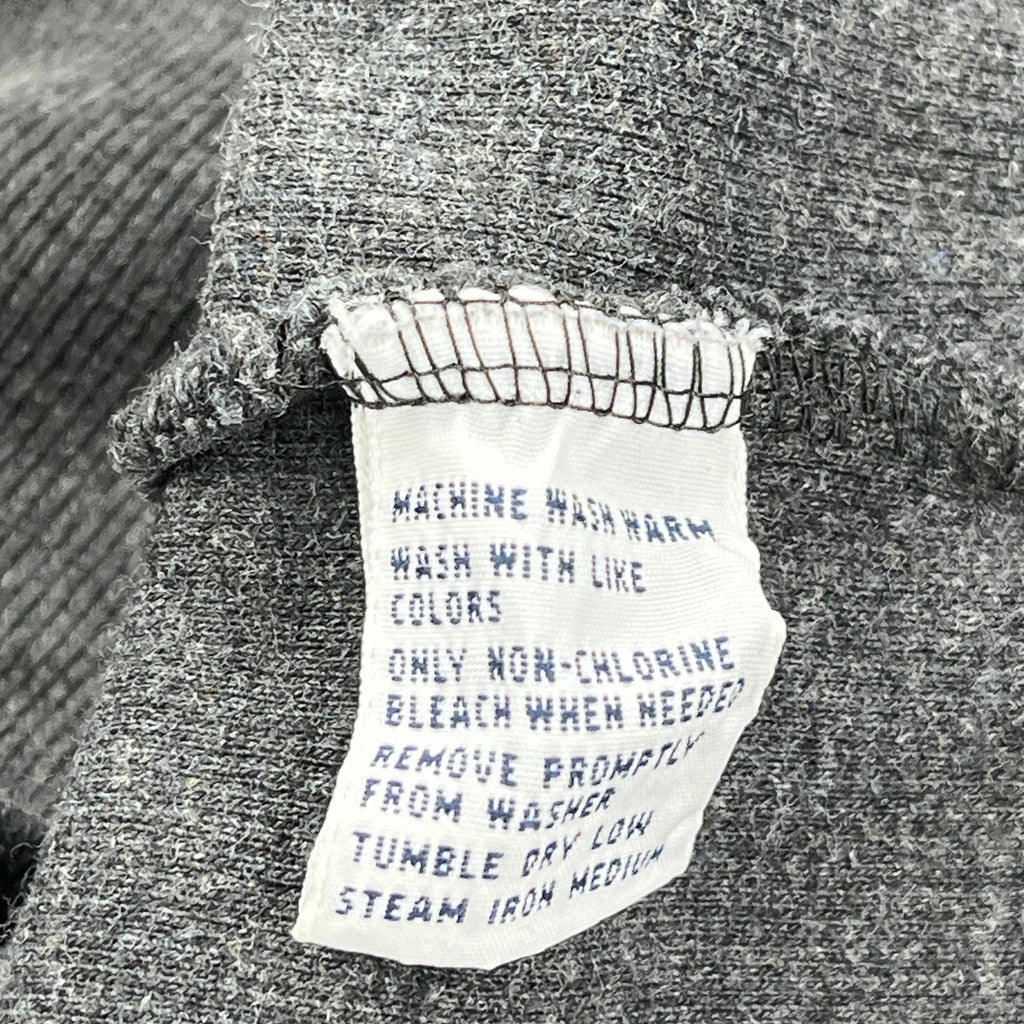 MACHINE WASH WARM
WASH WITH LIKE
COLORS
ONLY NON-CHLORINE
BLEACH WHEN NEEDED
REMOVE PROMPTLY
FROM WASHER
TUMBLE DRY LOW
STEAM IRON MEDIUM